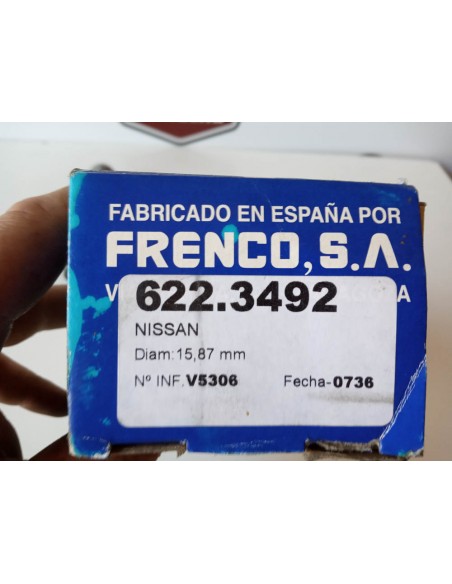 FABRICADO EN ESPAÑA POR
FRENCO, S.A.
622.3492
NISSAN
Diam:15,87 mm
Nº INF.V5306 Fecha-0736